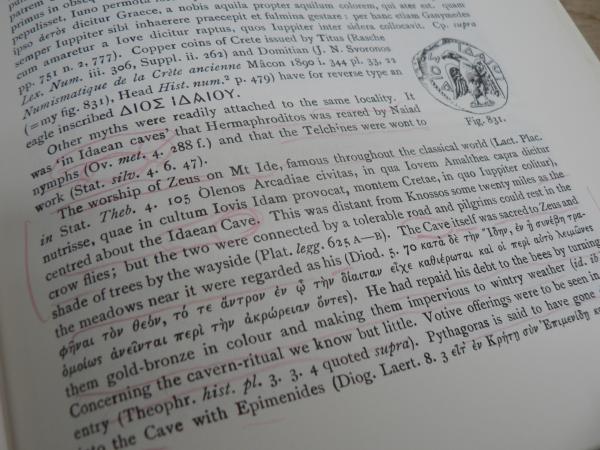 pepulisset. Iuno permota
ipso deròs dicitur Graece, a nobis aquila propter aquilum colorem, qui ater est. quam
semper Iuppiter sibi inhaerere praecepit et fulmina gestare: per hanc etiam Ganymedes
cum amaretur a Iove dicitur raptus, quos Iuppiter inter sidera collocavit. Cp. supra
pp. 751 n. 2, 777). Copper coins of Crete issued by Titus (Rasche
Lex. Num. iii. 306, Suppl. ii. 262) and Domitian (J. N. Svoronos
Numismatique de la Crète ancienne Mâcon 1890 i. 344 pl. 33, 22
(=my fig. 831), Head Hist. num.² p. 479) have for reverse type an
eagle inscribed ΔΙΟΣ ΙΔΑΙΟΥ.
Fig. 831.
Other myths were readily attached to the same locality. It
was 'in Idaean caves' that Hermaphroditos was reared by Naiad
nymphs (Ov. met. 4. 288 f.) and that the Telchînes were wont to
work (Stat. silv. 4. 6. 47).
The worship of Zeus on Mt Ide, famous throughout the classical world (Lact. Plac.
in Stat. Theb. 4. 105 Olenos Arcadiae civitas, in qua Iovem Amalthea capra dicitur
nutrisse, quae in cultum Iovis Idam provocat, montem Cretae, in quo Iuppiter colitur),
centred about the Idaean Cave. This was distant from Knossos some twenty miles as the
crow flies; but the two were connected by a tolerable road and pilgrims could rest in the
shade of trees by the wayside (Plat. legg. 625 A—B). The Cave itself was sacred to Zeus and
the meadows near it were regarded as his (Diod. 5. 70 κατὰ δὲ τὴν Ἴδην, ἐν ᾗ συνέβη τρα-
φῆναι τὸν θεόν, τό τε ἄντρον ἐν ᾧ τὴν δίαιταν εἶχε καθιέρωται καὶ οἱ περὶ αὐτὸ λειμῶνες
ὁμοίως ἀνεῖνται περὶ τὴν ἀκρώρειαν ὄντες). He had repaid his debt to the bees by turning
them gold-bronze in colour and making them impervious to wintry weather (id. ib.
Concerning the cavern-ritual we know but little. Votive offerings were to be seen in
entry (Theophr. hist. pl. 3. 3. 4 quoted supra). Pythagoras is said to have gone
into the Cave with Epimenides (Diog. Laert. 8. 3 εἶτ' ἐν Κρήτῃ σὺν Ἐπιμενίδῃ